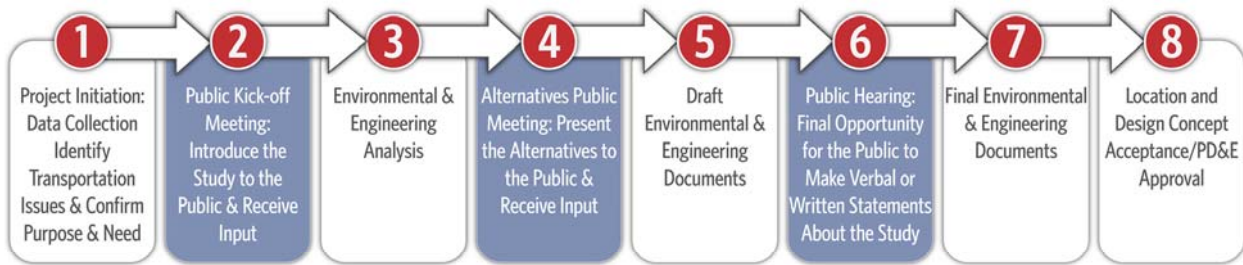 1
Project Initiation:
Data Collection
Identify
Transportation
Issues & Confirm
Purpose & Need
2
Public Kick-off
Meeting:
Introduce the
Study to the
Public & Receive
Input
3
Environmental &
Engineering
Analysis
4
Alternatives Public
Meeting: Present
the Alternatives to
the Public &
Receive Input
5
Draft
Environmental &
Engineering
Documents
6
Public Hearing:
Final Opportunity
for the Public to
Make Verbal or
Written Statements
About the Study
7
Final Environmental
& Engineering
Documents
8
Location and
Design Concept
Acceptance/PD&E
Approval